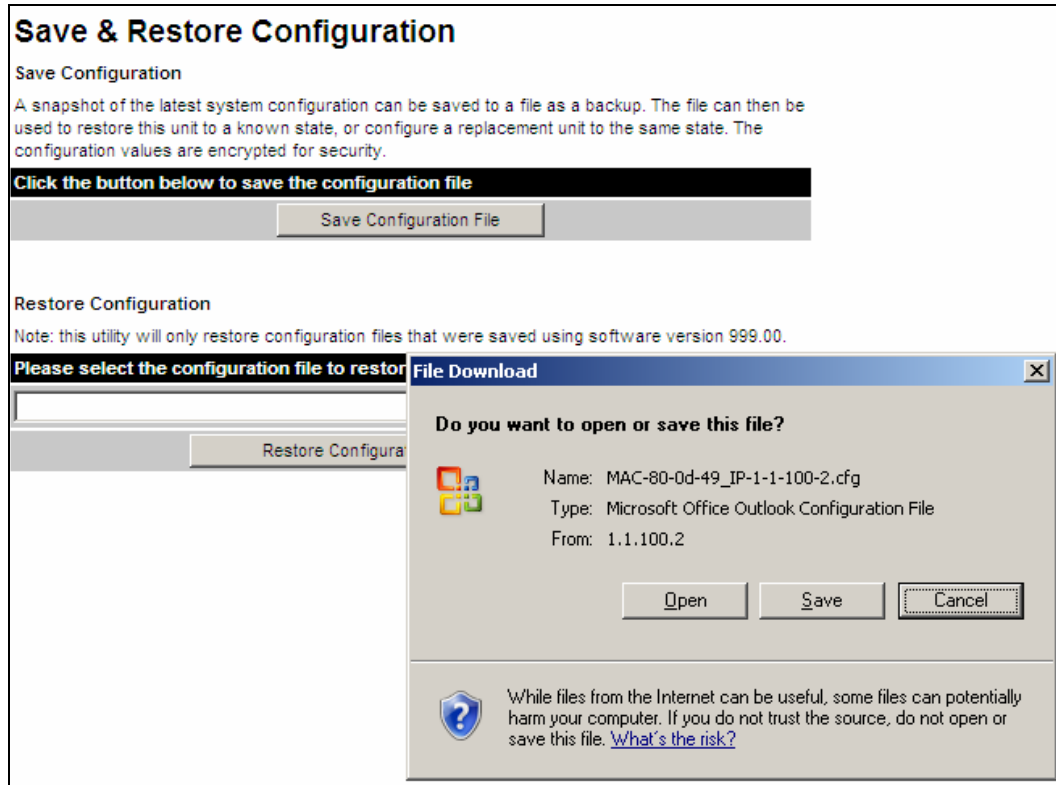 Save & Restore Configuration
Save Configuration
A snapshot of the latest system configuration can be saved to a file as a backup. The file can then be
used to restore this unit to a known state, or configure a replacement unit to the same state. The
configuration values are encrypted for security.
Click the button below to save the configuration file
Save Configuration File
Restore Configuration
Note: this utility will only restore configuration files that were saved using software version 999.00.
Please select the configuration file to restor
Restore Configurat
File Download
Do you want to open or save this file?
Name: MAC-80-0d-49_IP-1-1-100-2.cfg
Type: Microsoft Office Outlook Configuration File
From: 1.1.100.2
Open Save Cancel
While files from the Internet can be useful, some files can potentially
harm your computer. If you do not trust the source, do not open or
save this file. What's the risk?